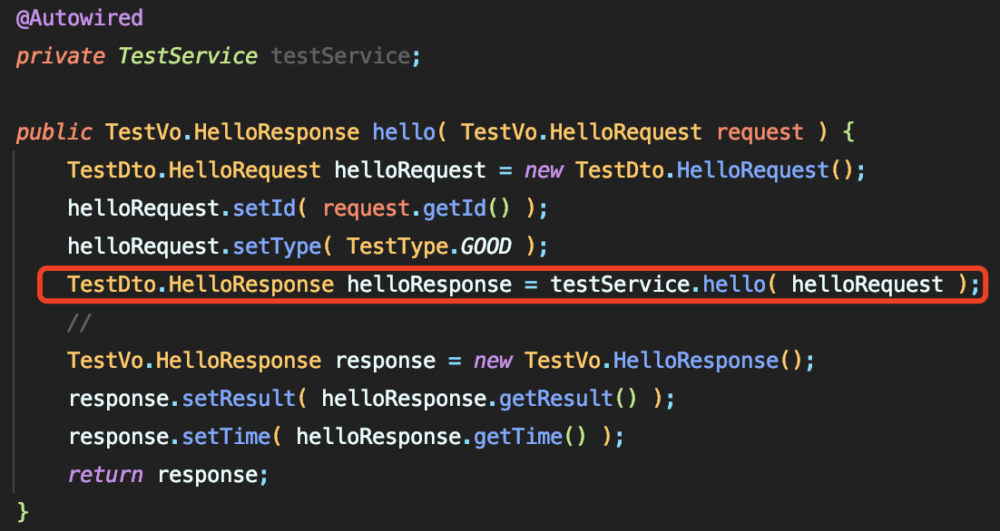 @Autowired
private TestService testService;
public TestVo.HelloResponse hello( TestVo.HelloRequest request ) {
TestDto.HelloRequest helloRequest = new TestDto.HelloRequest();
helloRequest.setId( request.getId() );
helloRequest.setType( TestType.GOOD );
TestDto.HelloResponse helloResponse = testService.hello( helloRequest );
//
TestVo.HelloResponse response = new TestVo.HelloResponse();
response.setResult( helloResponse.getResult() );
response.setTime( helloResponse.getTime() );
return response;
}